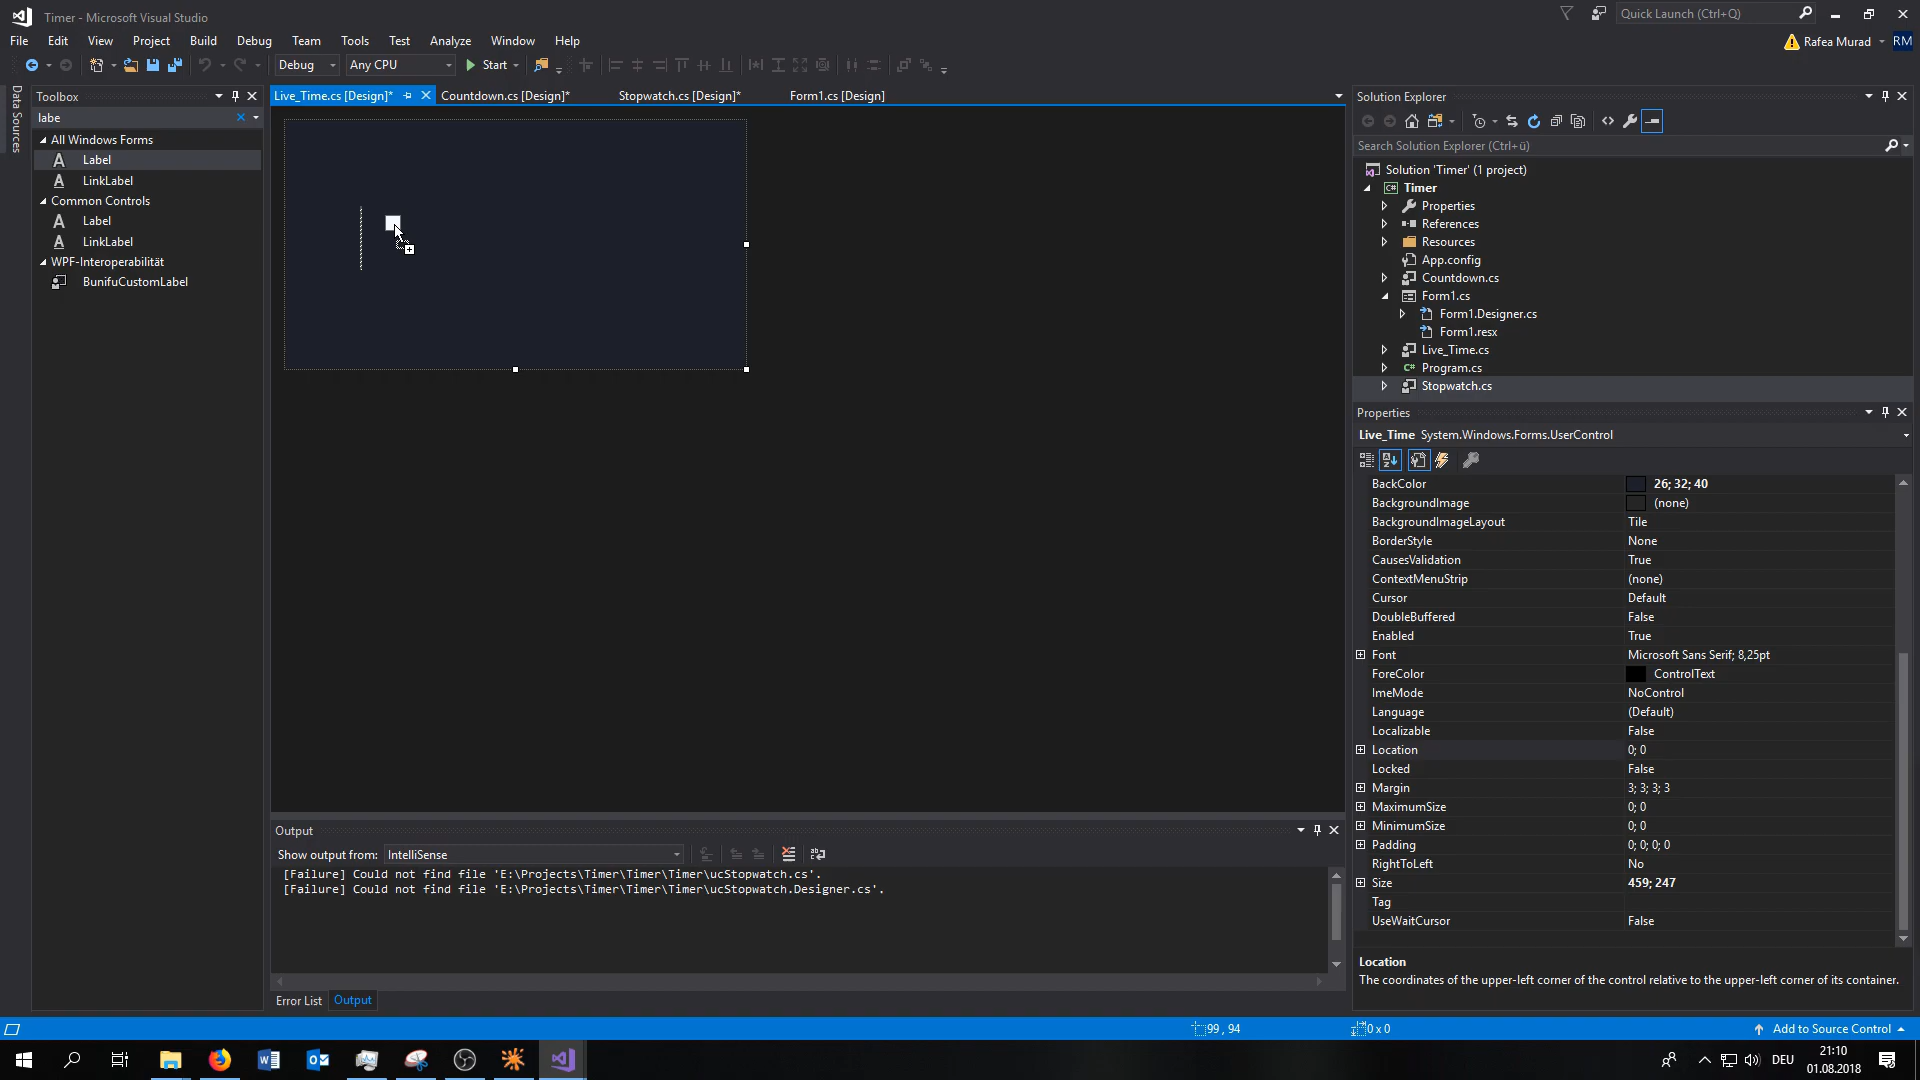 Timer - Microsoft Visual Studio
Quick Launch (Ctrl+Q)
File Edit View Project Build Debug Team Tools Test Analyze Window Help
Rafea Murad RM
Debug Any CPU Start
Data Sources
Toolbox
labe
All Windows Forms
Label
LinkLabel
Common Controls
Label
LinkLabel
WPF-Interoperabilität
BunifuCustomLabel
Live_Time.cs [Design]* Countdown.cs [Design]* Stopwatch.cs [Design]* Form1.cs [Design]
Solution Explorer
Search Solution Explorer (Ctrl+ü)
Solution 'Timer' (1 project)
Timer
Properties
References
Resources
App.config
Countdown.cs
Form1.cs
Form1.Designer.cs
Form1.resx
Live_Time.cs
Program.cs
Stopwatch.cs
Properties
Live_Time System.Windows.Forms.UserControl
BackColor 26; 32; 40
BackgroundImage (none)
BackgroundImageLayout Tile
BorderStyle None
CausesValidation True
ContextMenuStrip (none)
Cursor Default
DoubleBuffered False
Enabled True
Font Microsoft Sans Serif; 8,25pt
ForeColor ControlText
ImeMode NoControl
Language (Default)
Localizable False
Location 0; 0
Locked False
Margin 3; 3; 3; 3
MaximumSize 0; 0
MinimumSize 0; 0
Padding 0; 0; 0; 0
RightToLeft No
Size 459; 247
Tag
UseWaitCursor False
Location
The coordinates of the upper-left corner of the control relative to the upper-left corner of its container.
Output
Show output from: IntelliSense
[Failure] Could not find file 'E:\Projects\Timer\Timer\Timer\ucStopwatch.cs'.
[Failure] Could not find file 'E:\Projects\Timer\Timer\Timer\ucStopwatch.Designer.cs'.
Error List Output
99 , 94
0 x 0
Add to Source Control
DEU
21:10
01.08.2018